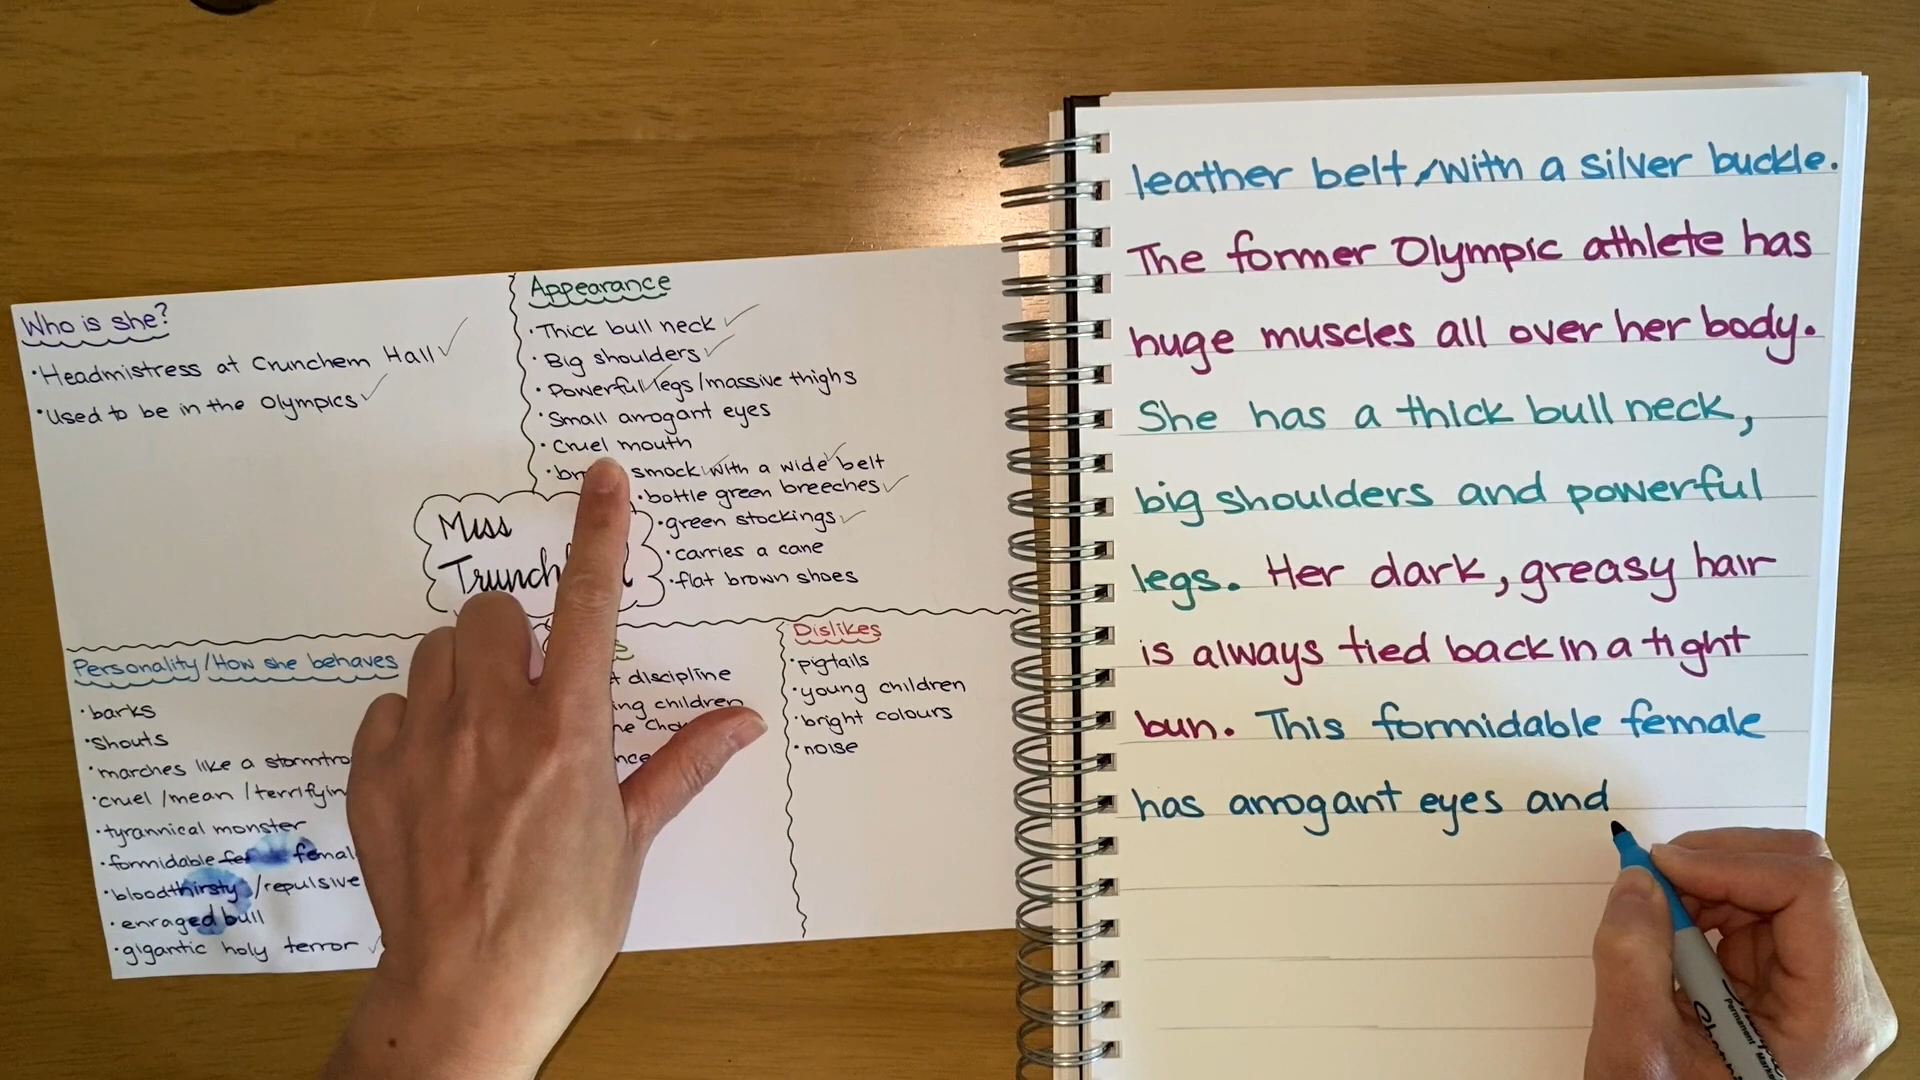 Who is she?
•Headmistress at Crunchem Hall
•Used to be in the Olympics
Appearance
•Thick bull neck
•Big shoulders
•Powerful legs/massive thighs
•Small arrogant eyes
•Cruel mouth
smock with a wide belt
•bottle green breeches
•green stockings
•carries a cane
•flat brown shoes
Miss
Personality/How she behaves
•barks
•shouts
•marches like a
•cruel/mean/
•tyrannical monster
•formidable
•bloodthirsty/repulsive
•enraged bull
•gigantic holy terror
discipline
children
Dislikes
•pigtails
•young children
•bright colours
•noise
leather belt, with a silver buckle.
The former Olympic athlete has
huge muscles all over her body.
She has a thick bull neck,
big shoulders and powerful
legs. Her dark, greasy hair
is always tied back in a tight
bun. This formidable female
has arrogant eyes and
Permanent